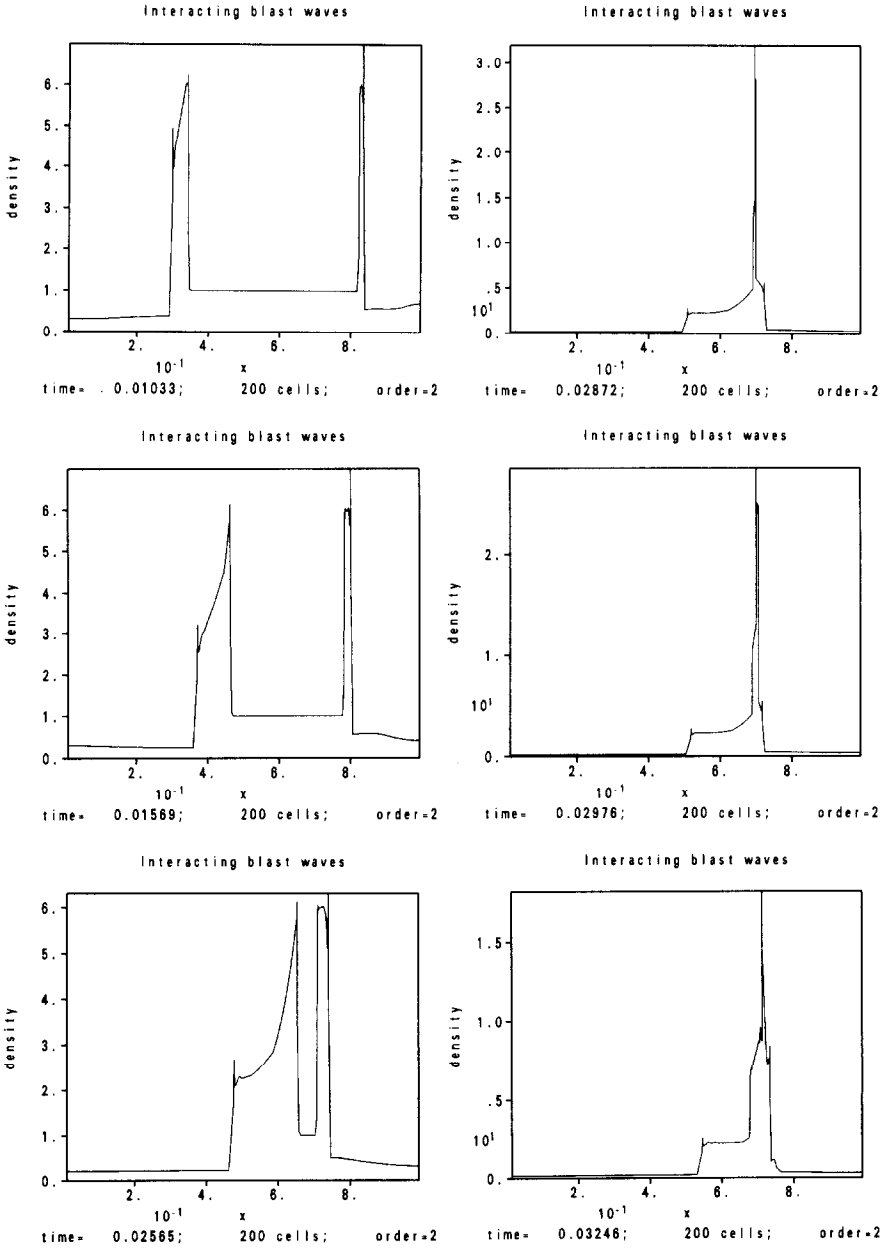 Interacting blast waves
density
6.
5.
4.
3.
2.
1.
0.
2. 4. 6. 8.
10⁻¹ x
time= . 0.01033; 200 cells; order=2
Interacting blast waves
density
3.0
2.5
2.0
1.5
1.0
.5
10¹
0.
2. 4. 6. 8.
10⁻¹ x
time= 0.02872; 200 cells; order=2
Interacting blast waves
density
6.
5.
4.
3.
2.
1.
0.
2. 4. 6. 8.
10⁻¹ x
time= 0.01569; 200 cells; order=2
Interacting blast waves
density
2.
1.
10¹
0.
2. 4. 6. 8.
10⁻¹ x
time= 0.02976; 200 cells; order=2
Interacting blast waves
density
6.
5.
4.
3.
2.
1.
0.
2. 4. 6. 8.
10⁻¹ x
time= 0.02565; 200 cells; order=2
Interacting blast waves
density
1.5
1.0
.5
10¹
0.
2. 4. 6. 8.
10⁻¹ x
time= 0.03246; 200 cells; order=2